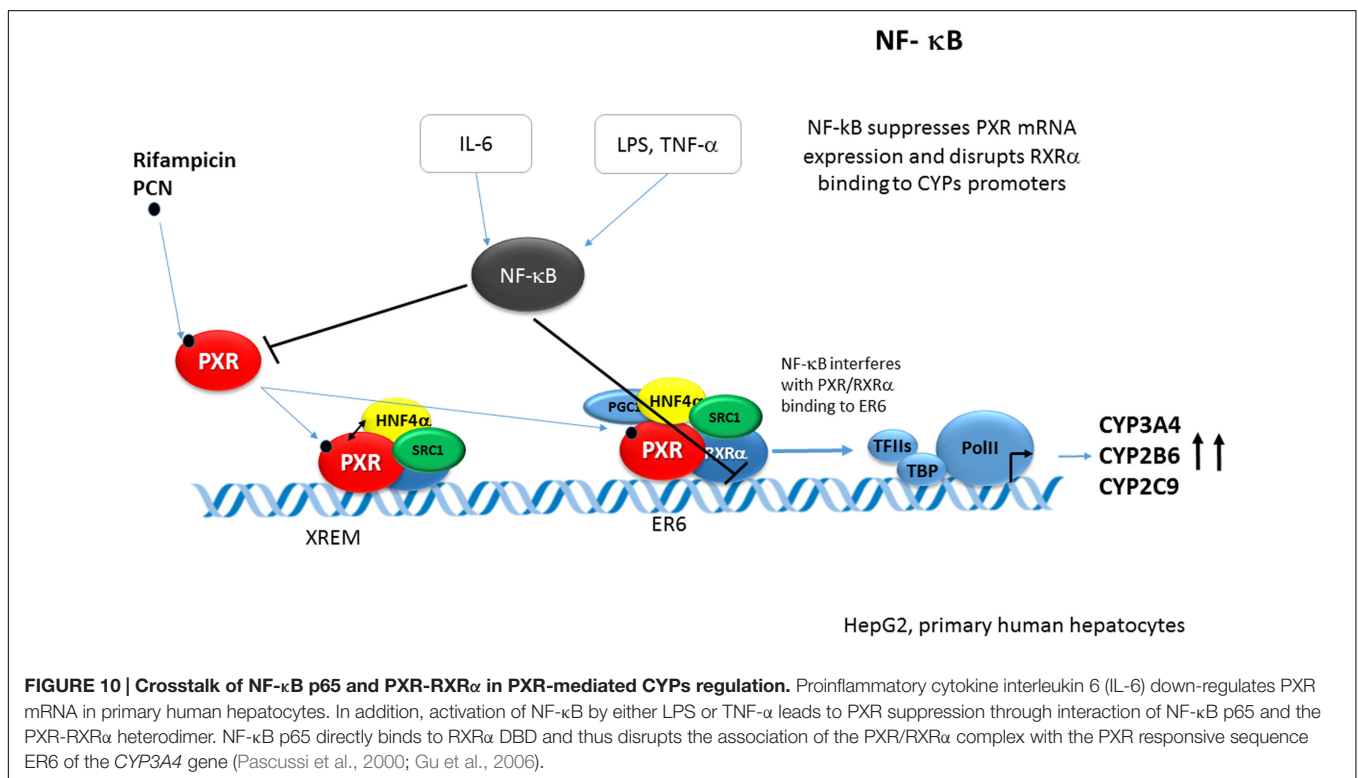 NF- κB
NF-kB suppresses PXR mRNA
expression and disrupts RXRα
binding to CYPs promoters
IL-6
LPS, TNF-α
Rifampicin
PCN
NF-κB
PXR
NF-κB interferes
with PXR/RXRα
binding to ER6
HNF4α
PXR
SRC1
PGC1
HNF4α
SRC1
PXR
RXRα
TFIIs
TBP
PolII
CYP3A4
CYP2B6
CYP2C9
XREM
ER6
HepG2, primary human hepatocytes
FIGURE 10 | Crosstalk of NF-κB p65 and PXR-RXRα in PXR-mediated CYPs regulation. Proinflammatory cytokine interleukin 6 (IL-6) down-regulates PXR
mRNA in primary human hepatocytes. In addition, activation of NF-κB by either LPS or TNF-α leads to PXR suppression through interaction of NF-κB p65 and the
PXR-RXRα heterodimer. NF-κB p65 directly binds to RXRα DBD and thus disrupts the association of the PXR/RXRα complex with the PXR responsive sequence
ER6 of the CYP3A4 gene (Pascussi et al., 2000; Gu et al., 2006).